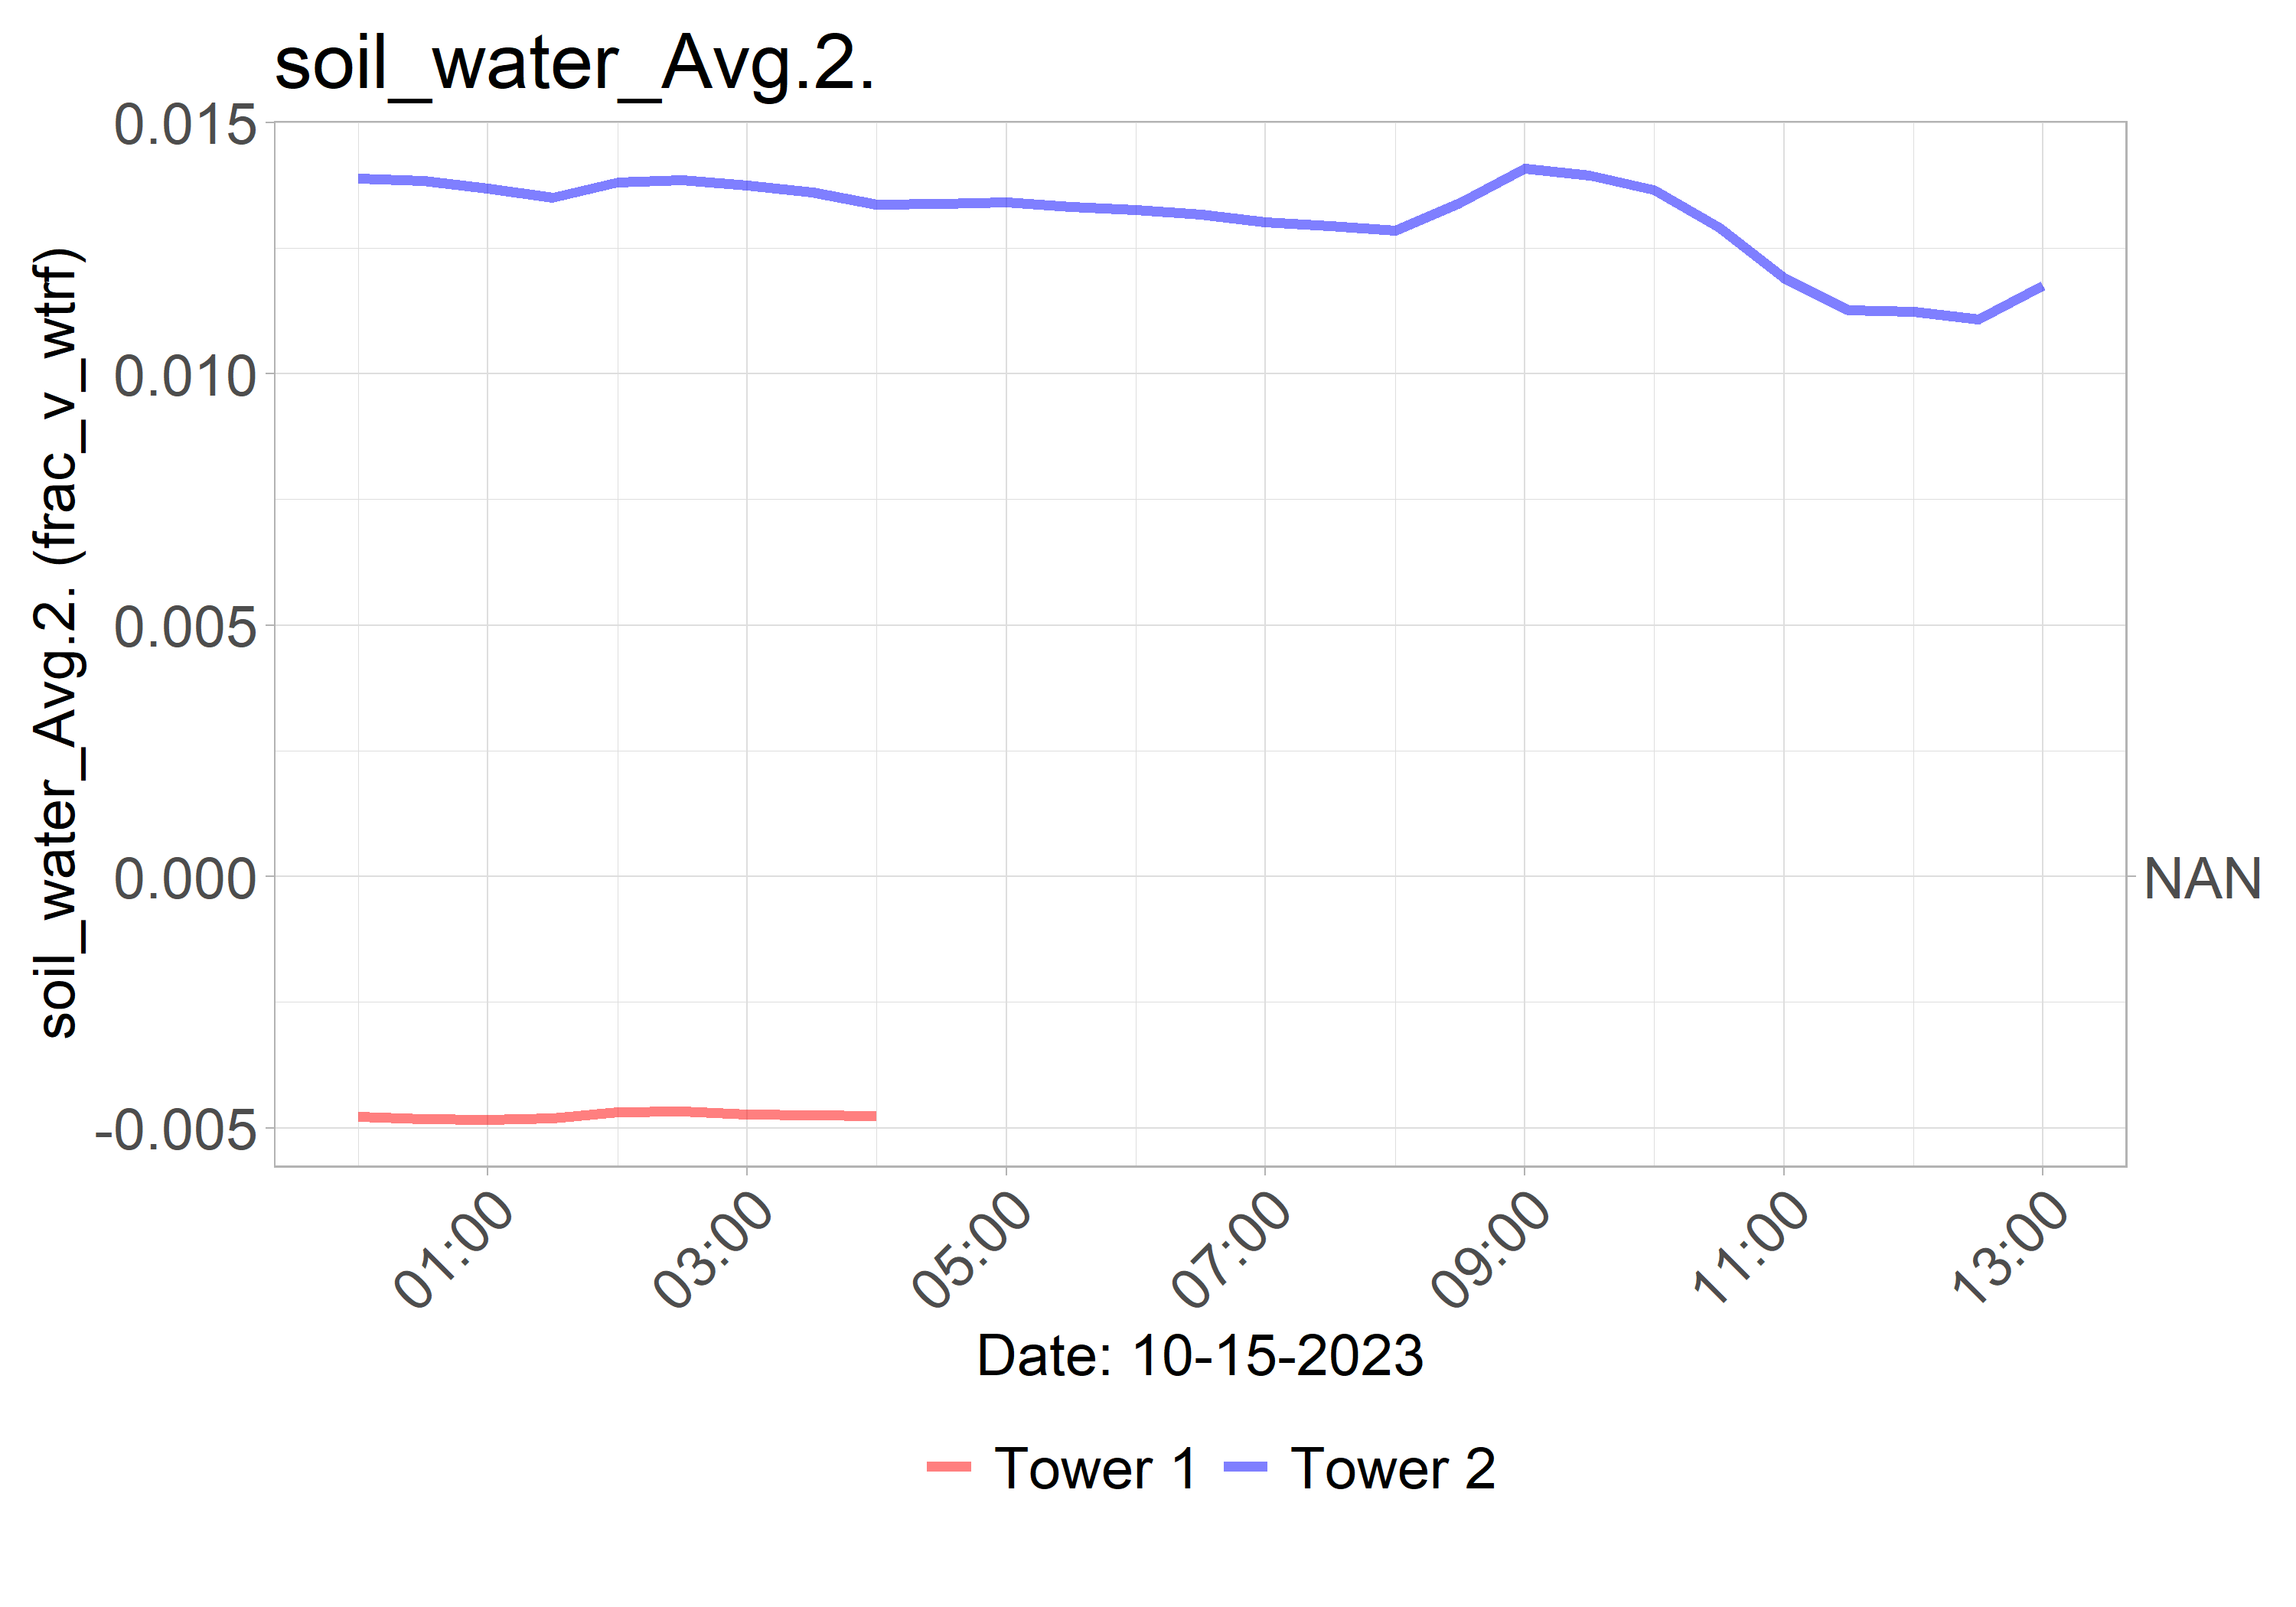 soil_water_Avg.2.
soil_water_Avg.2. (frac_v_wtrf)
0.015
0.010
0.005
0.000
-0.005
NAN
01:00
03:00
05:00
07:00
09:00
11:00
13:00
Date: 10-15-2023
Tower 1
Tower 2